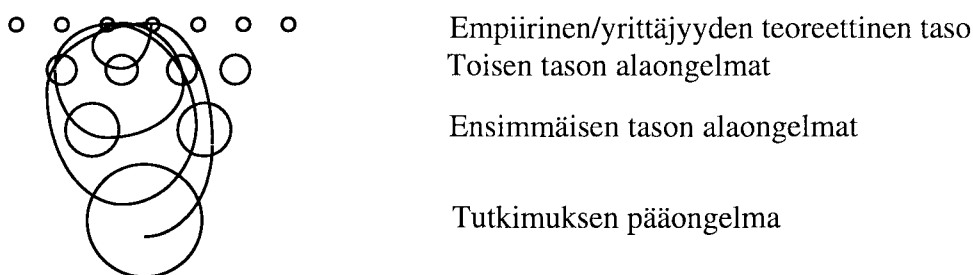 Empiirinen/yrittäjyyden teoreettinen taso
Toisen tason alaongelmat
Ensimmäisen tason alaongelmat
Tutkimuksen pääongelma